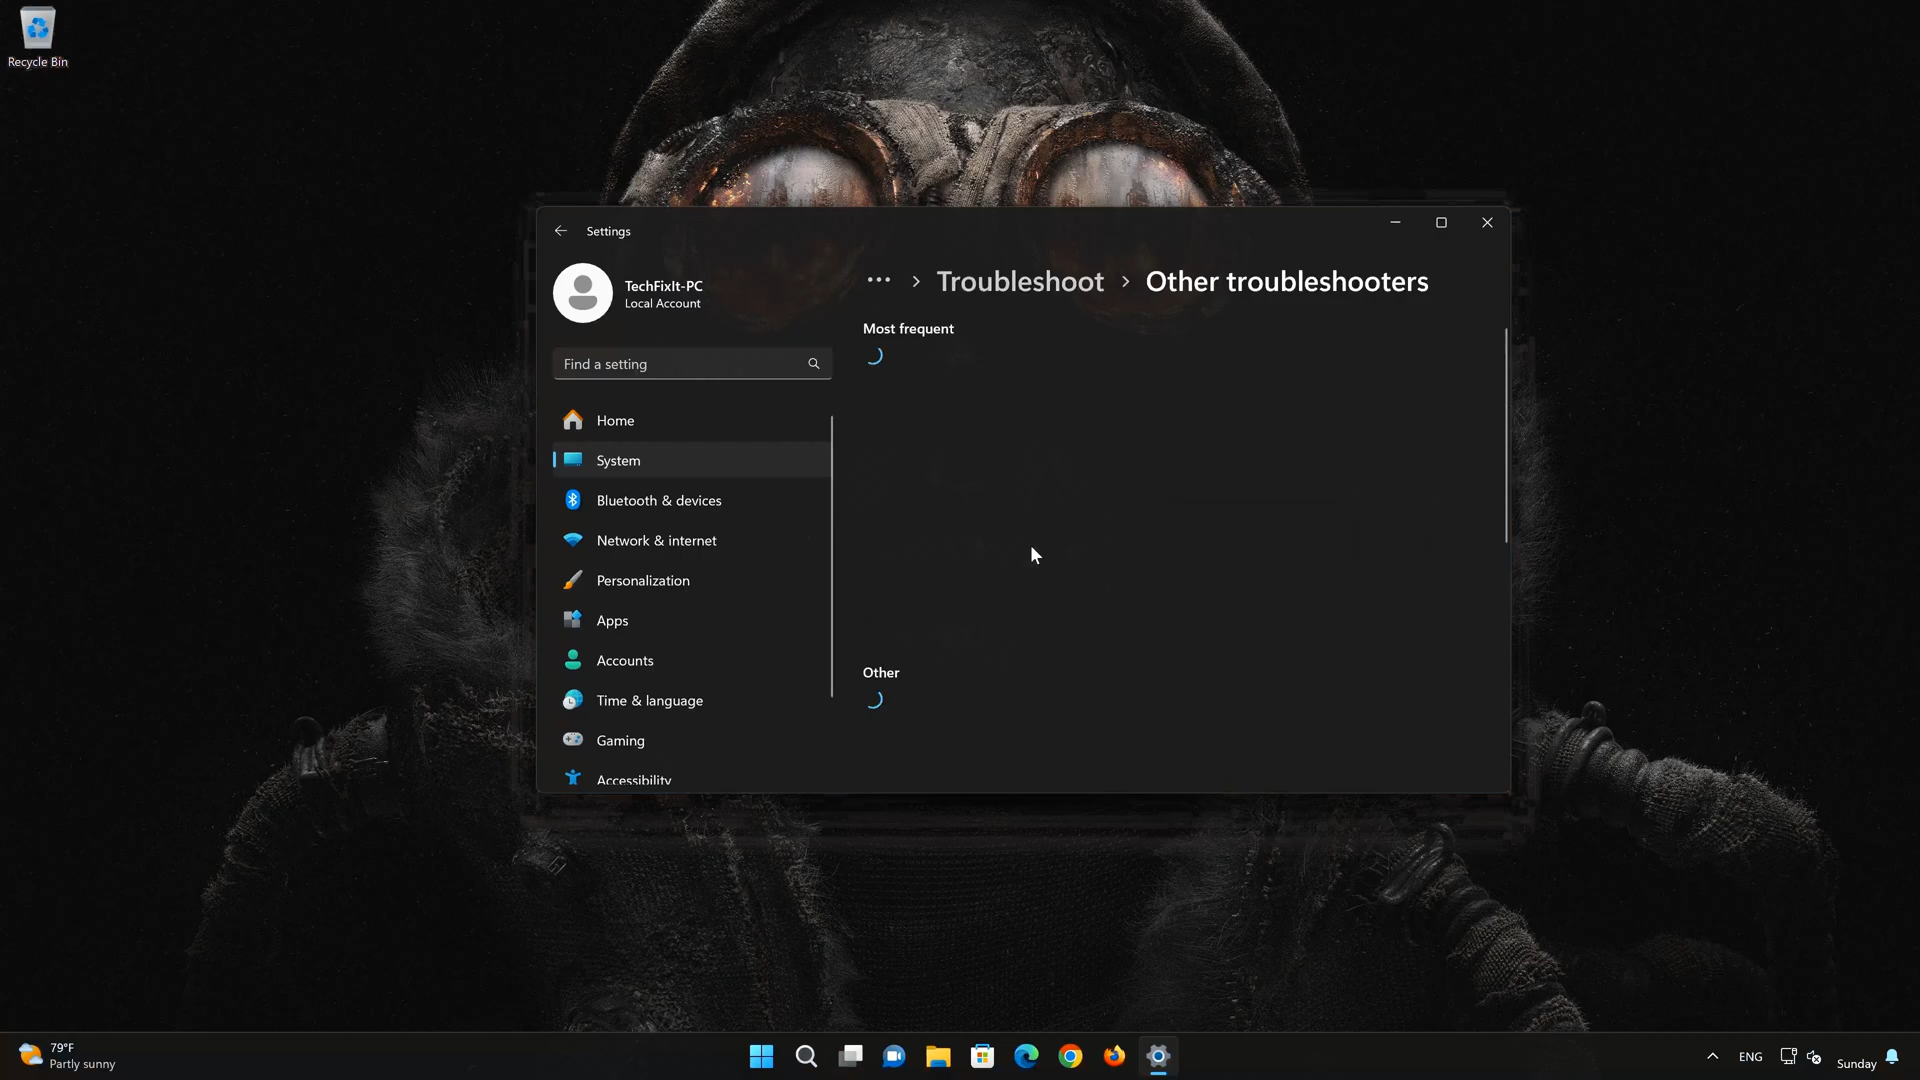 Recycle Bin
Settings
TechFixIt-PC
Local Account
Find a setting
Home
System
Bluetooth & devices
Network & internet
Personalization
Apps
Accounts
Time & language
Gaming
Accessibility
... > Troubleshoot > Other troubleshooters
Most frequent
Other
79°F
Partly sunny
ENG
Sunday